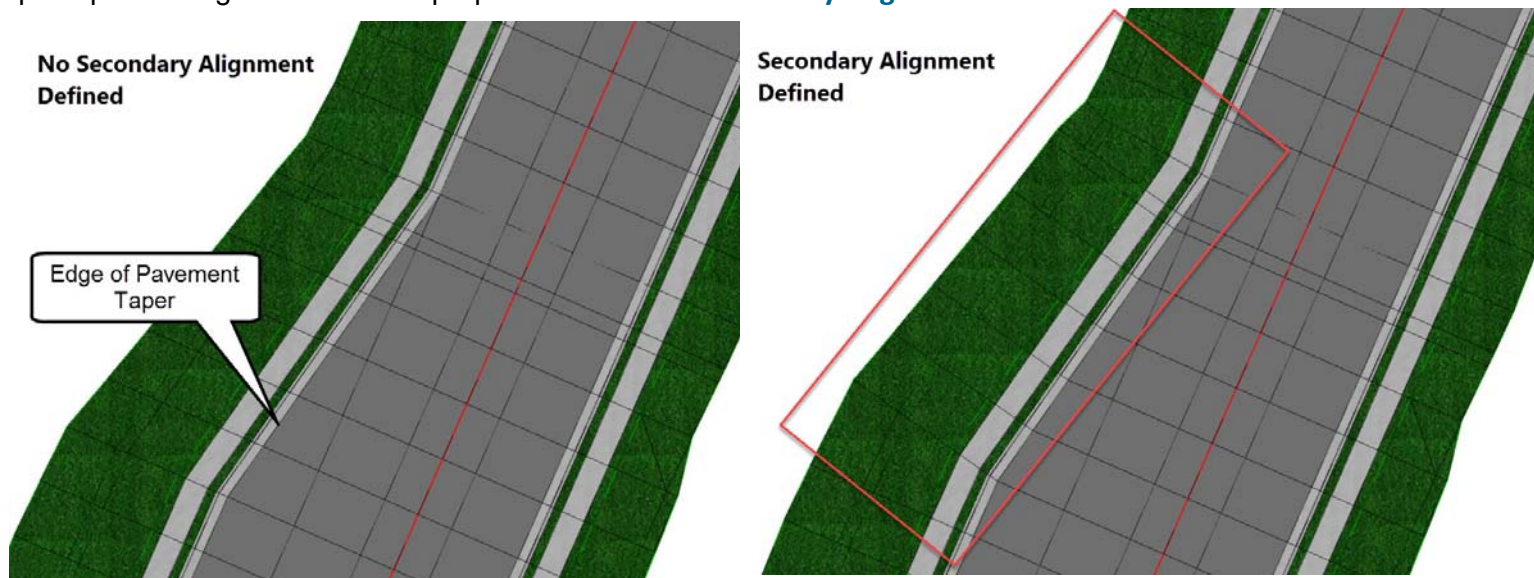 No Secondary Alignment
Defined
Edge of Pavement
Taper
Secondary Alignment
Defined